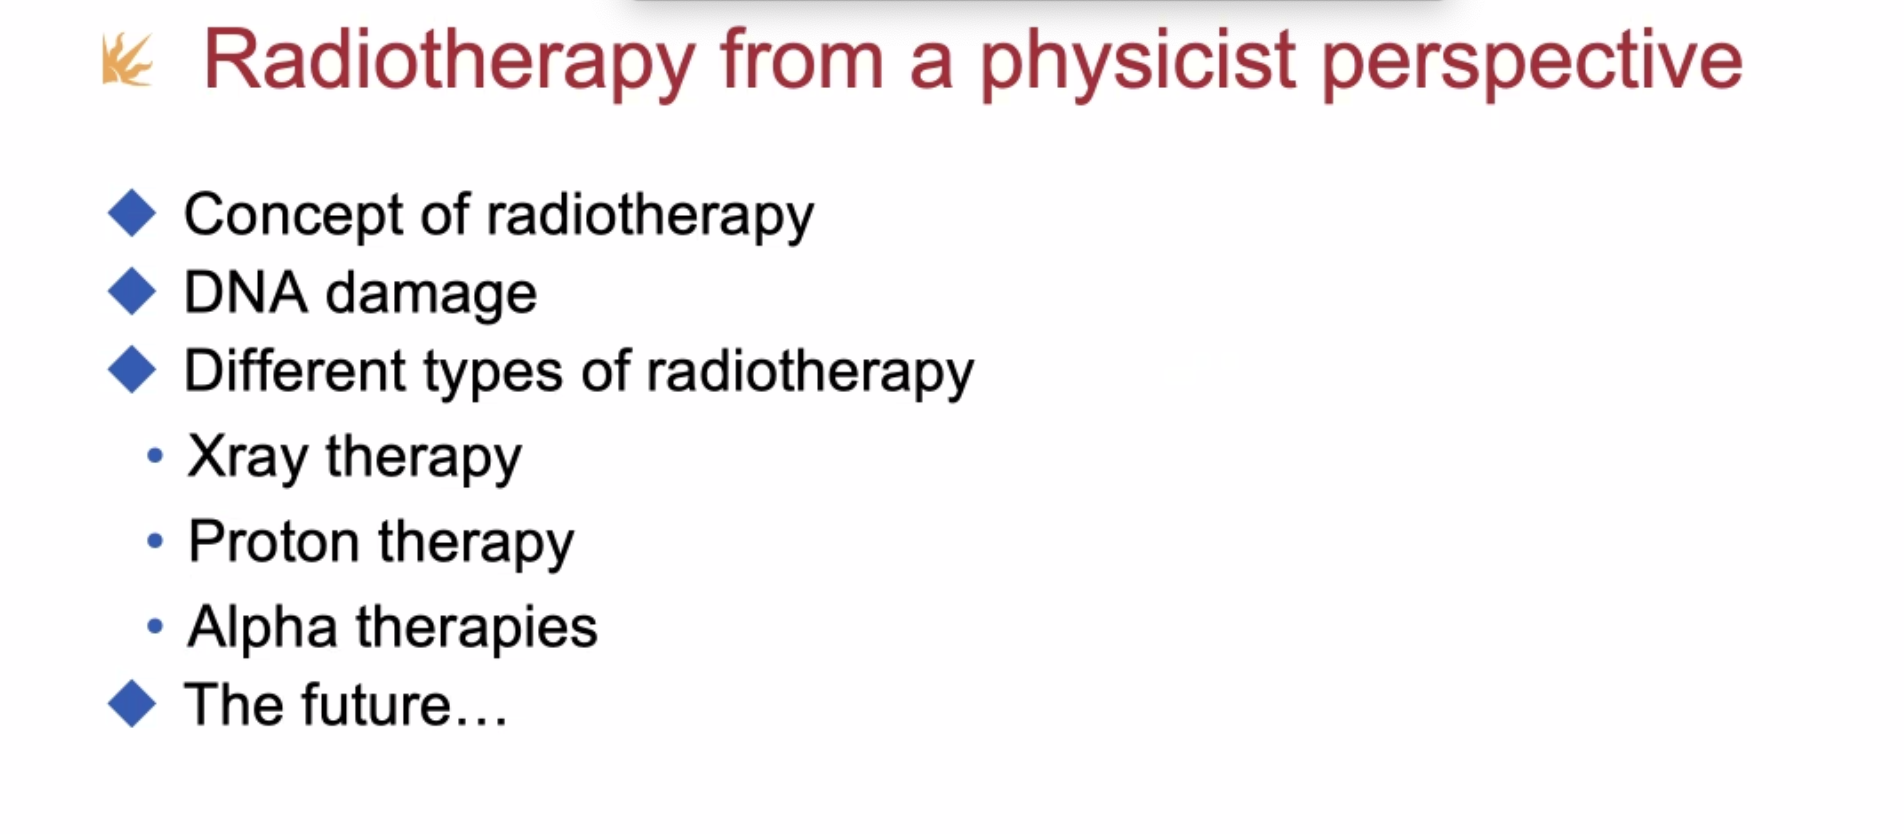 Radiotherapy from a physicist perspective
Concept of radiotherapy
DNA damage
Different types of radiotherapy
Xray therapy
Proton therapy
Alpha therapies
The future…